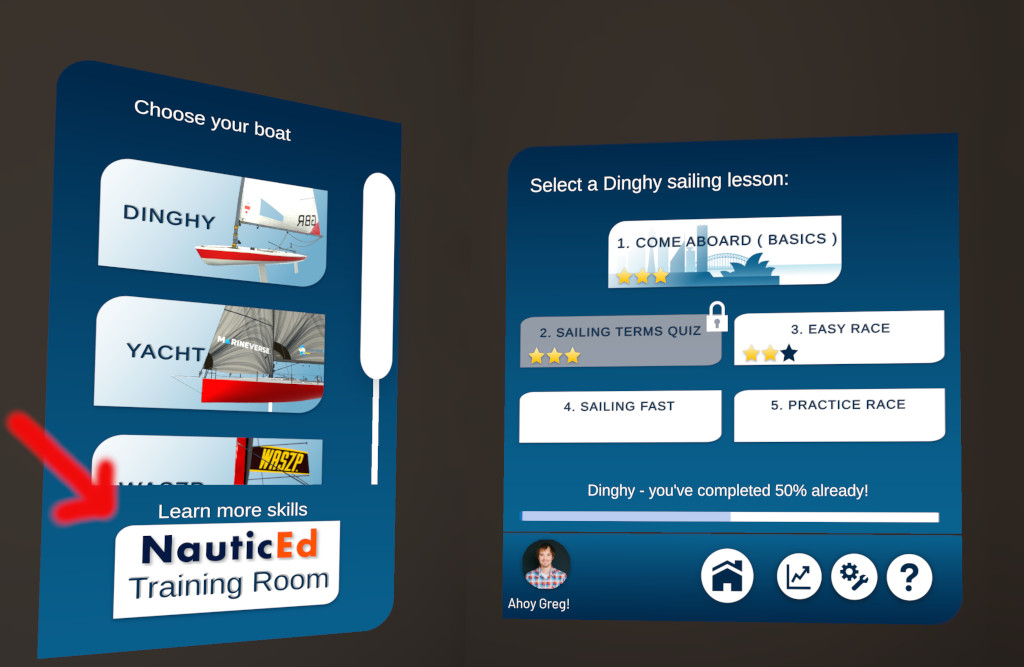 Choose your boat
DINGHY
GBR
YACHT
MARINEVERSE
WASZP
WASZP
Learn more skills
NauticEd
Training Room
Select a Dinghy sailing lesson:
1. COME ABOARD ( BASICS )
2. SAILING TERMS QUIZ
3. EASY RACE
4. SAILING FAST
5. PRACTICE RACE
Dinghy - you've completed 50% already!
Ahoy Greg!
?